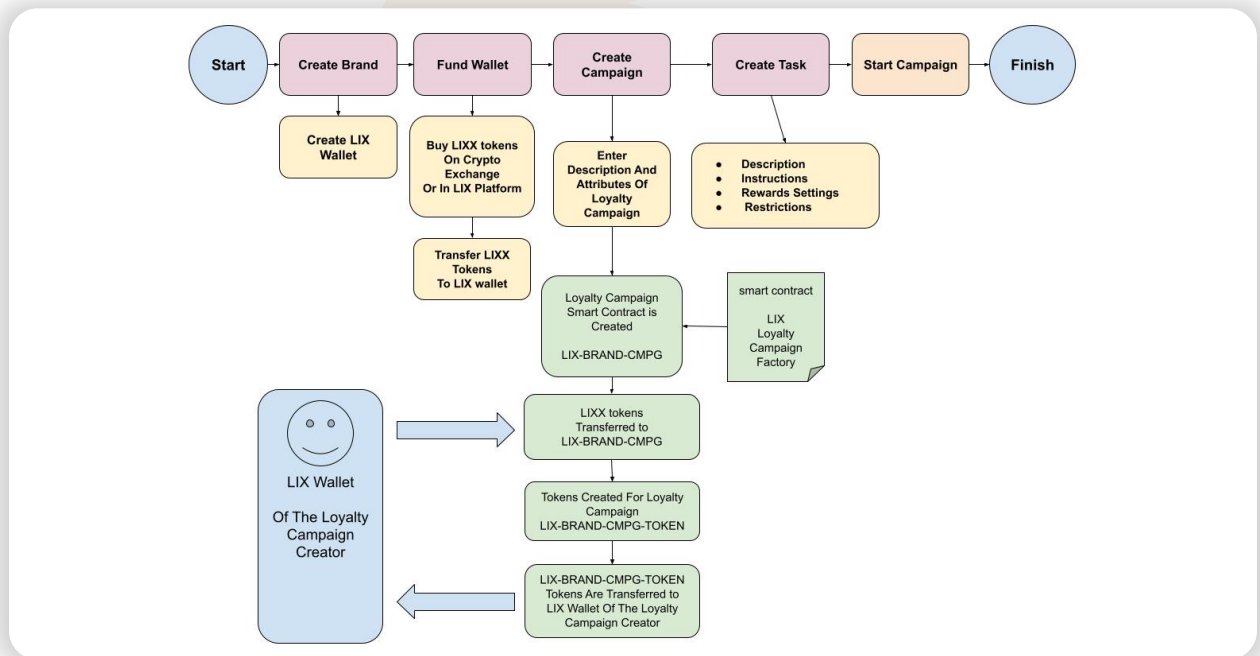 Start
Create Brand
Fund Wallet
Create
Campaign
Create Task
Start Campaign
Finish
Create LIX
Wallet
Buy LIXX tokens
On Crypto
Exchange
Or In LIX Platform
Transfer LIXX
Tokens
To LIX wallet
Enter
Description And
Attributes Of
Loyalty
Campaign
● Description
● Instructions
● Rewards Settings
● Restrictions
Loyalty Campaign
Smart Contract is
Created
LIX-BRAND-CMPG
smart contract
LIX
Loyalty
Campaign
Factory
LIXX tokens
Transferred to
LIX-BRAND-CMPG
LIX Wallet
Of The Loyalty
Campaign
Creator
Tokens Created For Loyalty
Campaign
LIX-BRAND-CMPG-TOKEN
LIX-BRAND-CMPG-TOKEN
Tokens Are Transferred to
LIX Wallet Of The Loyalty
Campaign Creator